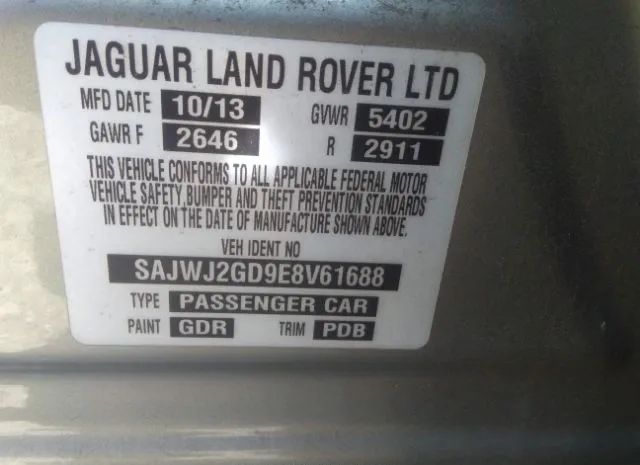 JAGUAR LAND ROVER LTD
MFD DATE 10/13 GVWR 5402
GAWR F 2646 R 2911
THIS VEHICLE CONFORMS TO ALL APPLICABLE FEDERAL MOTOR
VEHICLE SAFETY, BUMPER AND THEFT PREVENTION STANDARDS
IN EFFECT ON THE DATE OF MANUFACTURE SHOWN ABOVE.
VEH IDENT NO
SAJWJ2GD9E8V61688
TYPE PASSENGER CAR
PAINT GDR TRIM PDB